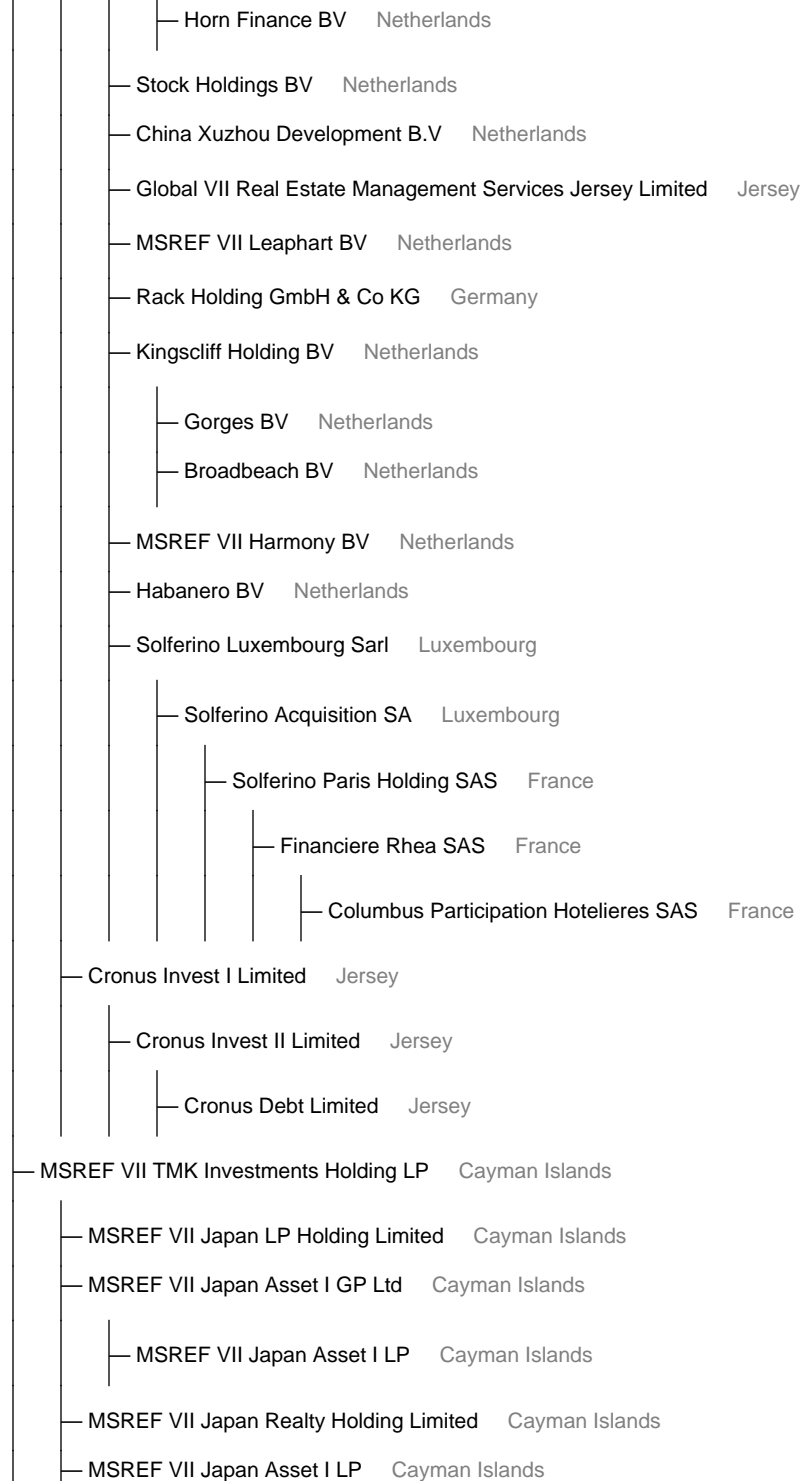 Horn Finance BV Netherlands
Stock Holdings BV Netherlands
China Xuzhou Development B.V Netherlands
Global VII Real Estate Management Services Jersey Limited Jersey
MSREF VII Leaphart BV Netherlands
Rack Holding GmbH & Co KG Germany
Kingscliff Holding BV Netherlands
Gorges BV Netherlands
Broadbeach BV Netherlands
MSREF VII Harmony BV Netherlands
Habanero BV Netherlands
Solferino Luxembourg Sarl Luxembourg
Solferino Acquisition SA Luxembourg
Solferino Paris Holding SAS France
Financiere Rhea SAS France
Columbus Participation Hotelieres SAS France
Cronus Invest I Limited Jersey
Cronus Invest II Limited Jersey
Cronus Debt Limited Jersey
MSREF VII TMK Investments Holding LP Cayman Islands
MSREF VII Japan LP Holding Limited Cayman Islands
MSREF VII Japan Asset I GP Ltd Cayman Islands
MSREF VII Japan Asset I LP Cayman Islands
MSREF VII Japan Realty Holding Limited Cayman Islands
MSREF VII Japan Asset I LP Cayman Islands